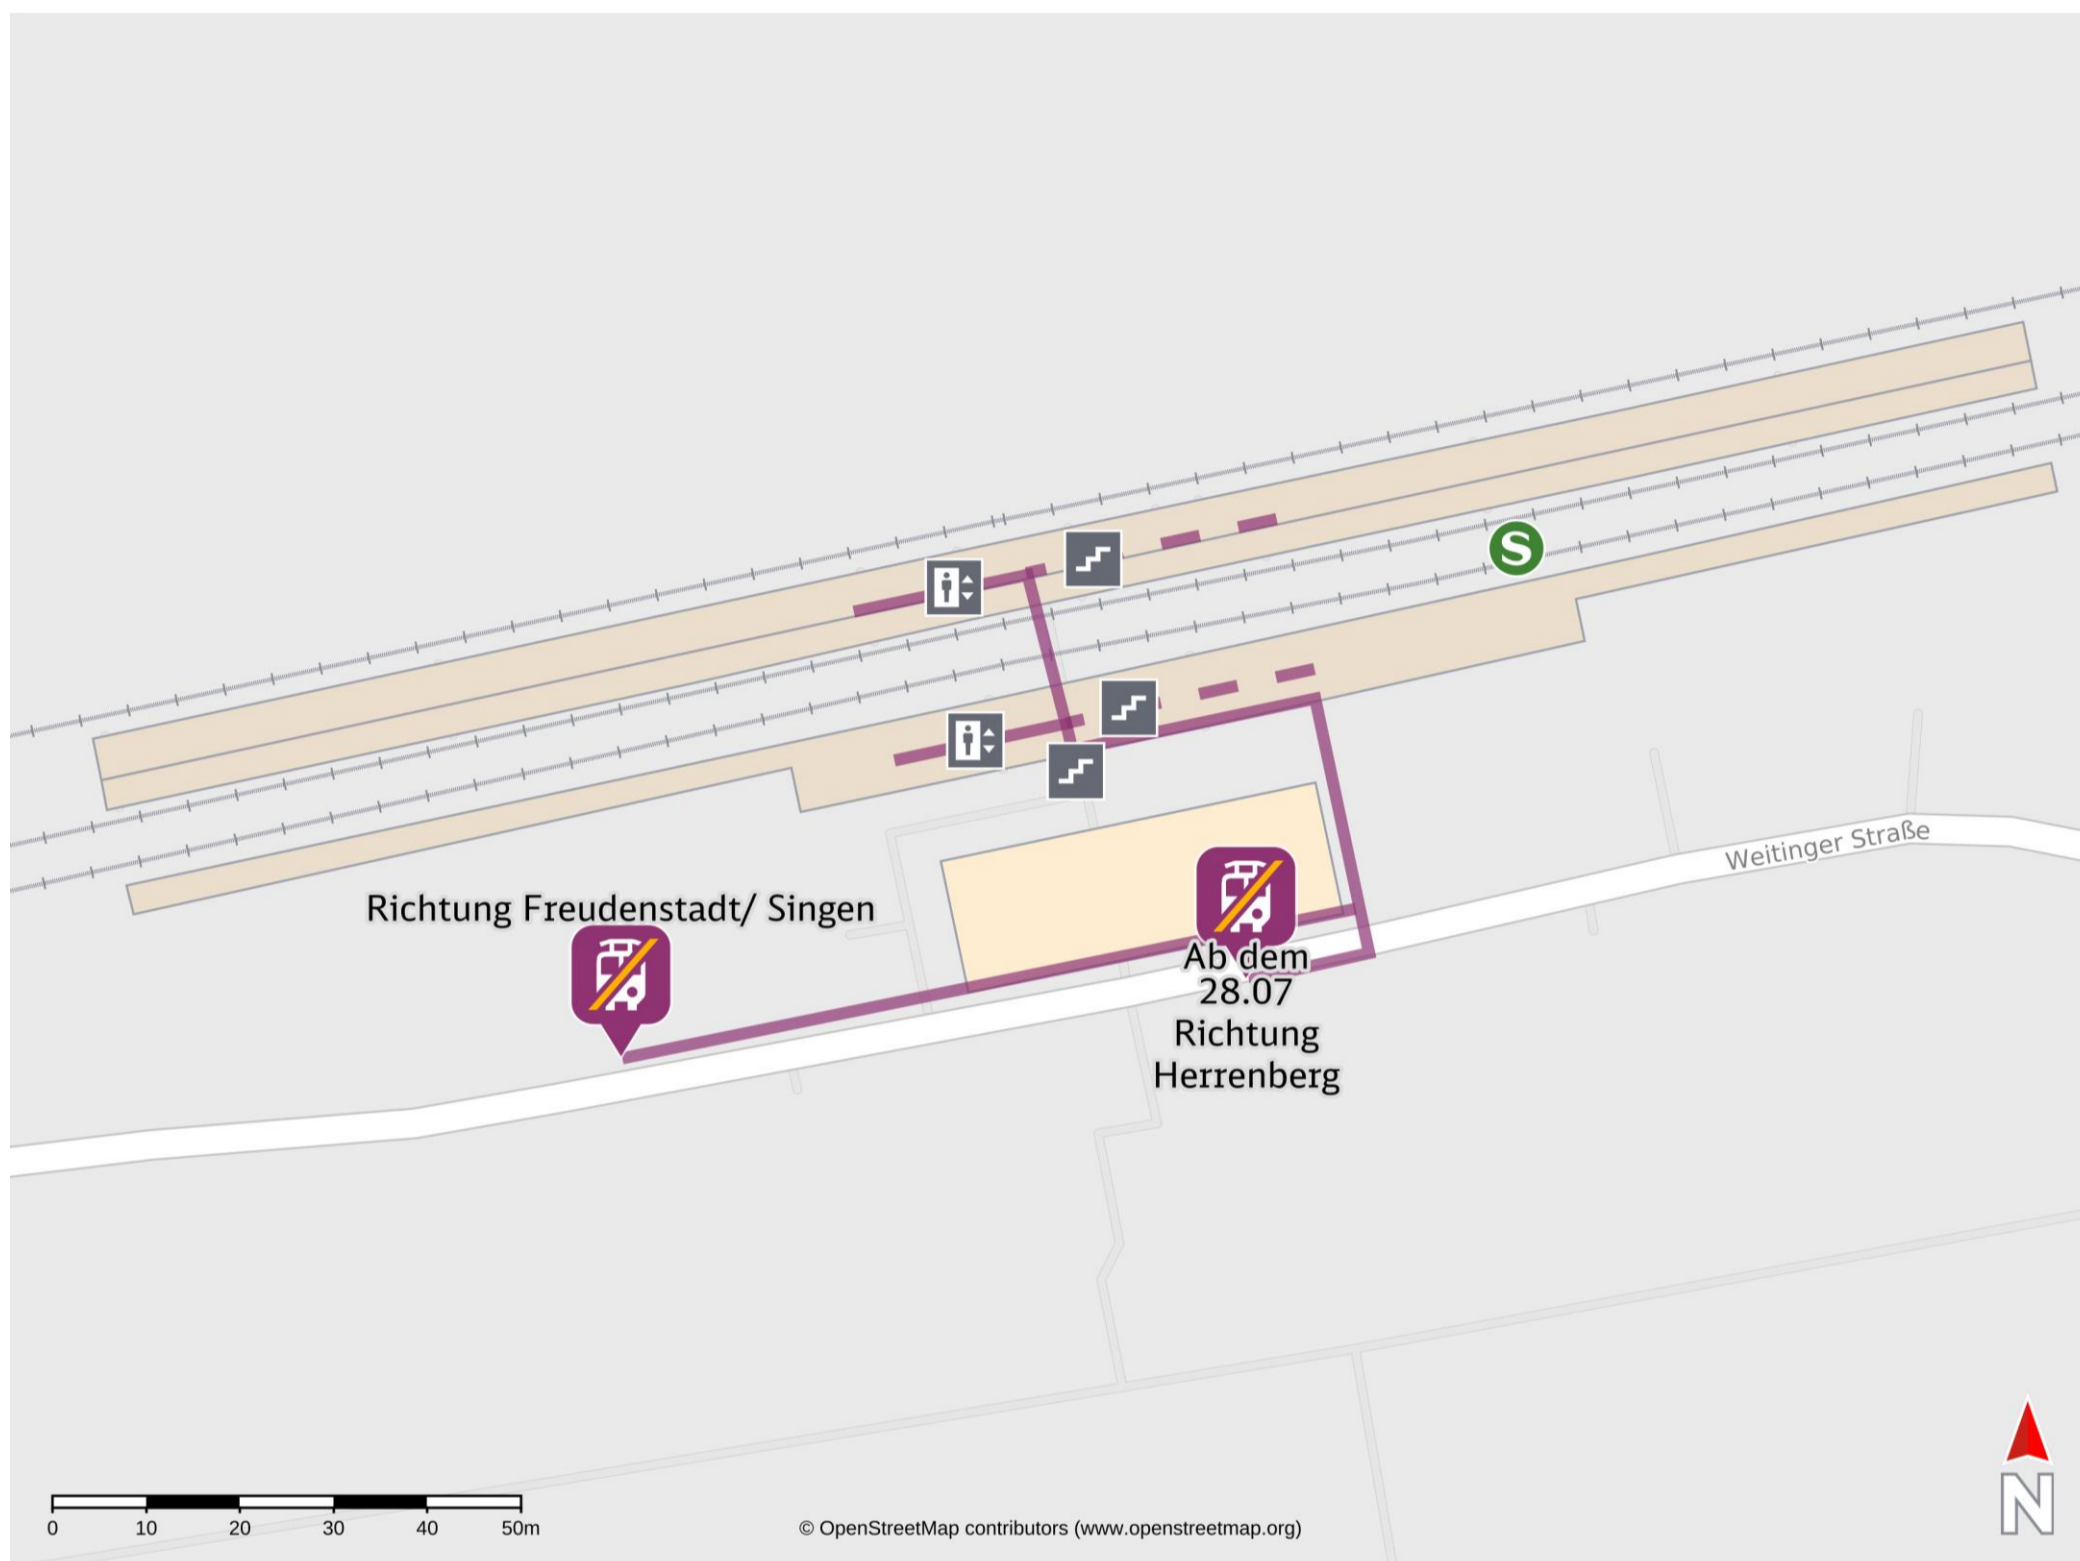 S
Weitinger Straße
Richtung Freudenstadt/ Singen
Ab dem
28.07
Richtung
Herrenberg
0 10 20 30 40 50m
© OpenStreetMap contributors (www.openstreetmap.org)
N